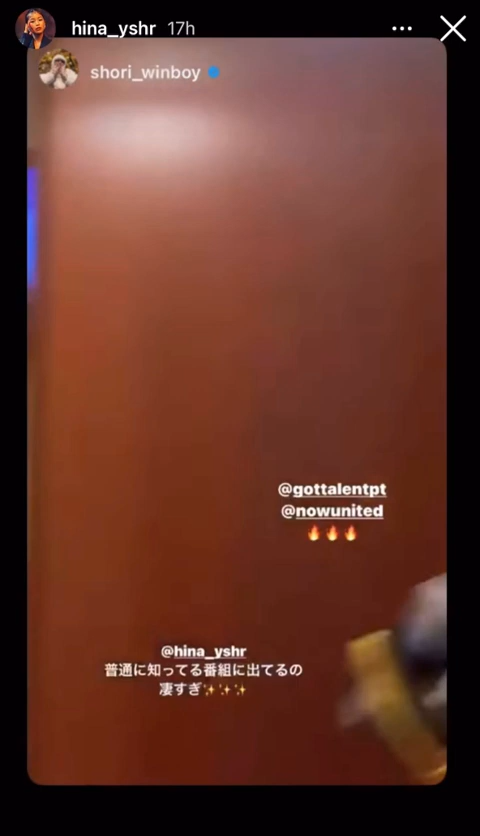 hina_yshr 17h
shori_winboy
@gottalentpt
@nowunited
🔥🔥🔥
@hina_yshr
普通に知ってる番組に出てるの
凄すぎ✨✨✨